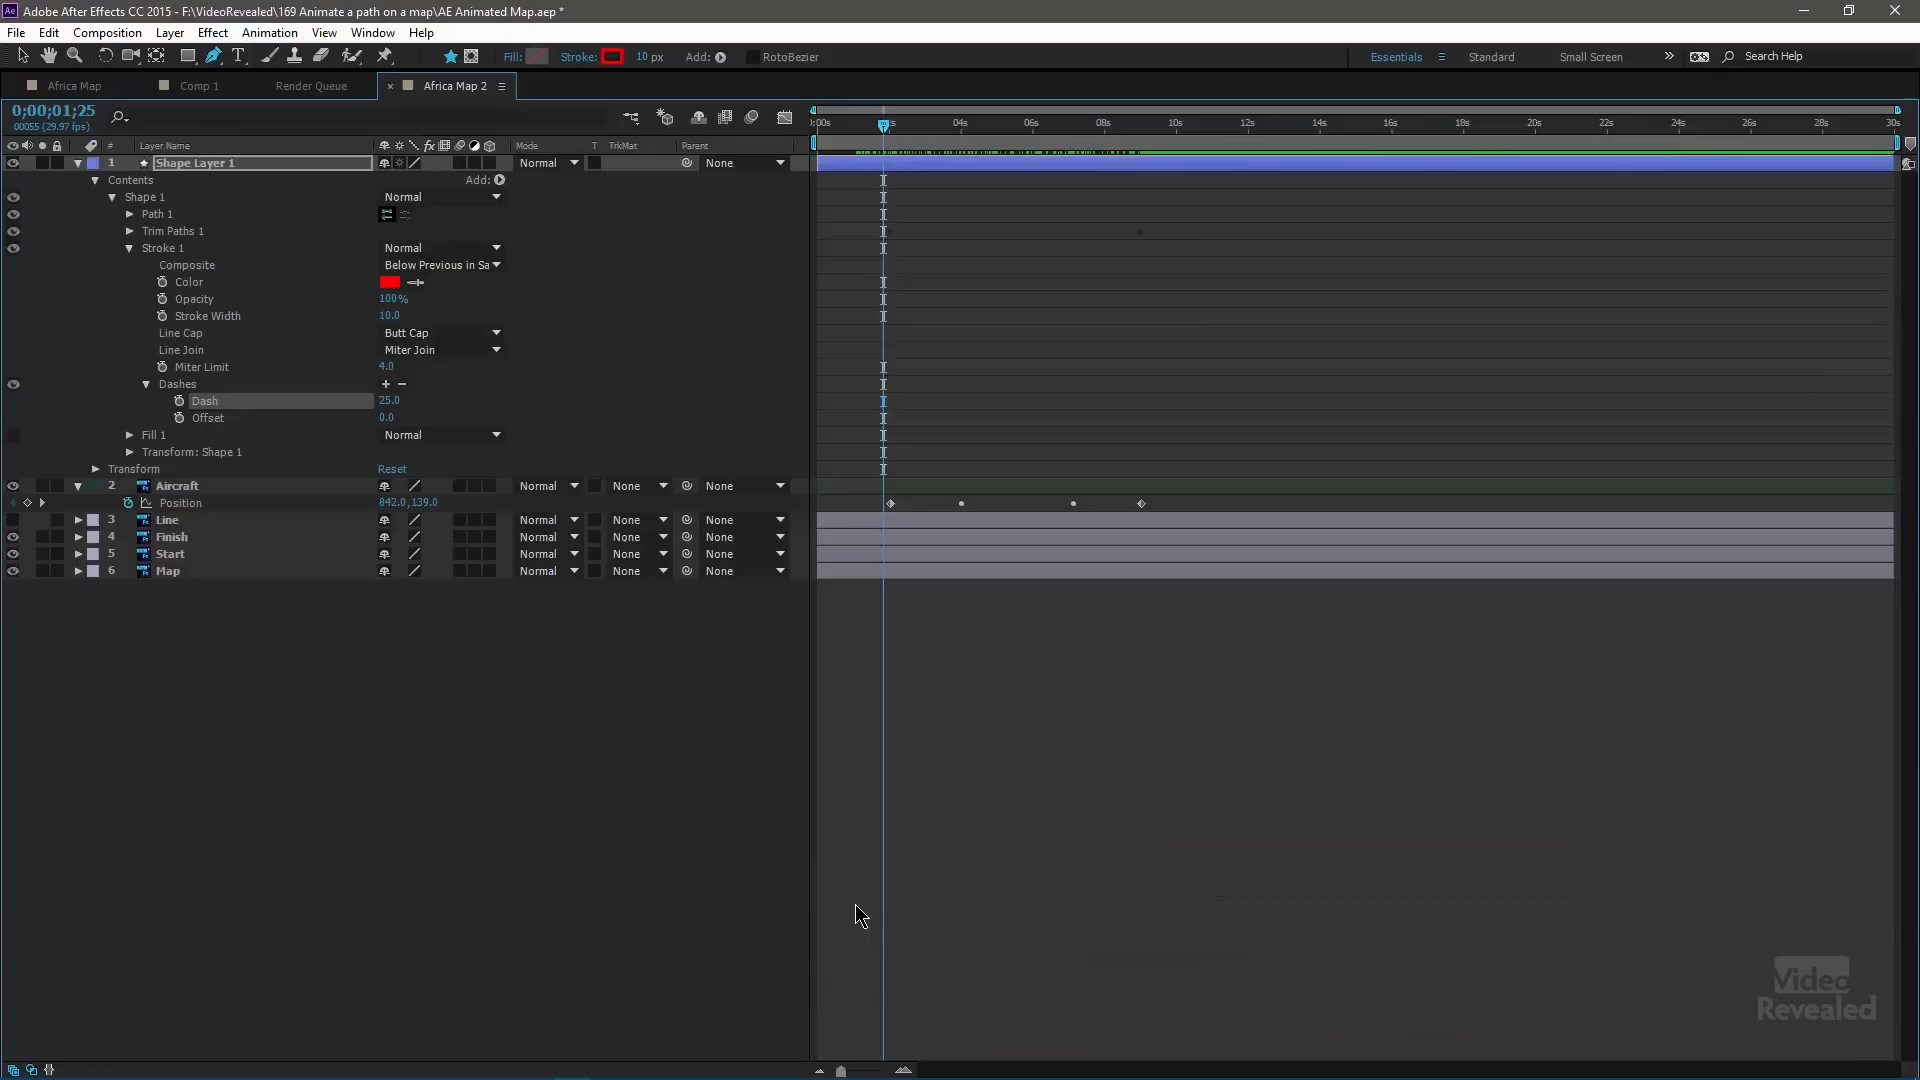 Adobe After Effects CC 2015 - F:\VideoRevealed\169 Animate a path on a map\AE Animated Map.aep *
File Edit Composition Layer Effect Animation View Window Help
Fill: Stroke: 10 px Add: RotoBezier Essentials Standard Small Screen Search Help
Africa Map Comp 1 Render Queue Africa Map 2
0;00;01;25
00055 (29.97 fps)
:00s 04s 06s 08s 10s 12s 14s 16s 18s 20s 22s 24s 26s 28s 30s
# Layer Name Mode T TrkMat Parent
1 Shape Layer 1 Normal None
Contents Add:
Shape 1 Normal
Path 1
Trim Paths 1
Stroke 1 Normal
Composite Below Previous in Sa
Color
Opacity 100%
Stroke Width 10.0
Line Cap Butt Cap
Line Join Miter Join
Miter Limit 4.0
Dashes + −
Dash 25.0
Offset 0.0
Fill 1 Normal
Transform: Shape 1
Transform Reset
2 Aircraft Normal None None
Position 842.0,139.0
3 Line Normal None None
4 Finish Normal None None
5 Start Normal None None
6 Map Normal None None
Video
Revealed